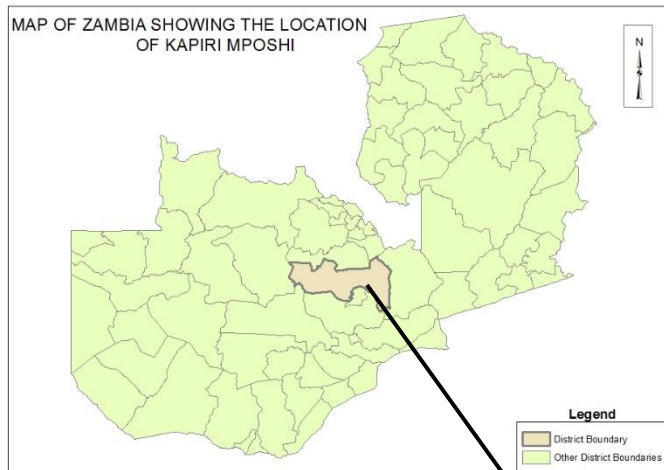 MAP OF ZAMBIA SHOWING THE LOCATION
OF KAPIRI MPOSHI
N
Legend
District Boundary
Other District Boundaries